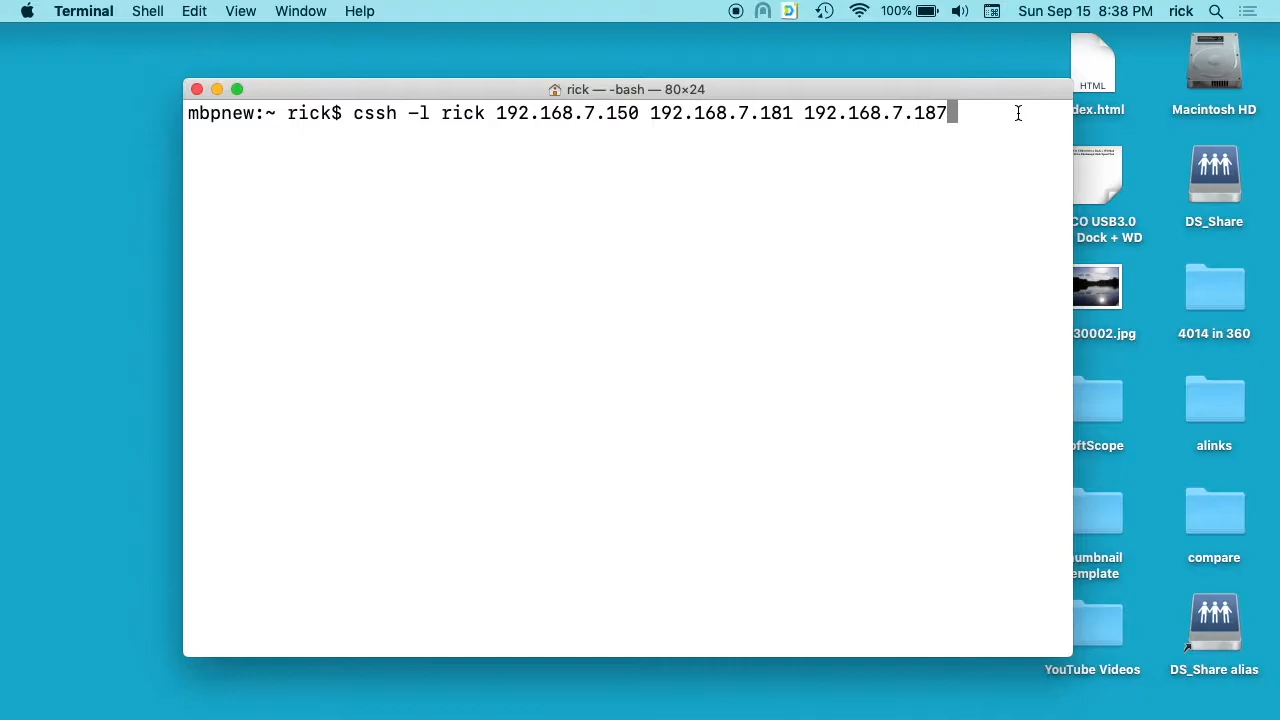 Terminal Shell Edit View Window Help 100% Sun Sep 15 8:38 PM rick
rick — -bash — 80×24
mbpnew:~ rick$ cssh -l rick 192.168.7.150 192.168.7.181 192.168.7.187
HTML
dex.html
Macintosh HD
CO USB3.0
Dock + WD
DS_Share
30002.jpg
4014 in 360
oftScope
alinks
humbnail
emplate
compare
YouTube Videos
DS_Share alias